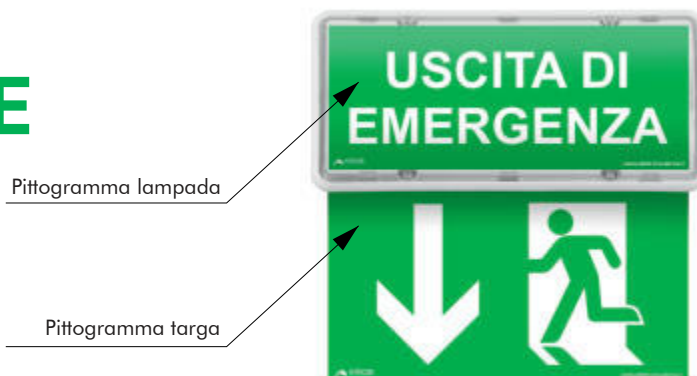 E
USCITA DI
EMERGENZA
Pittogramma lampada
Pittogramma targa